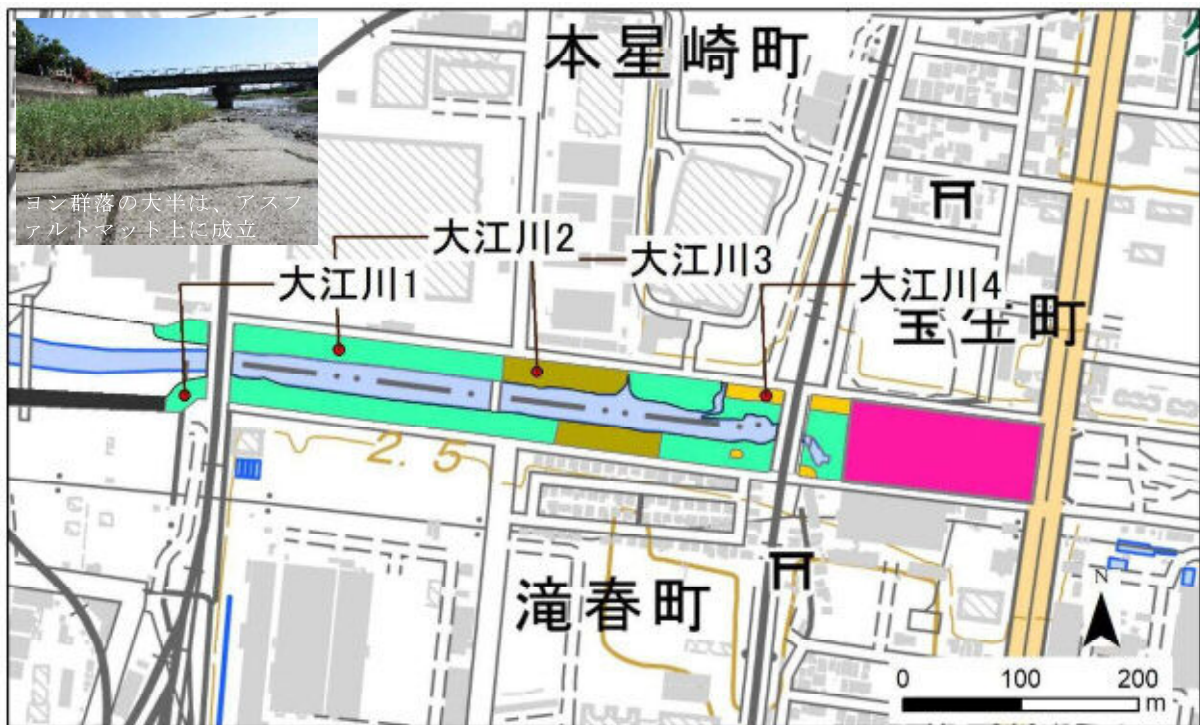 本星崎町
ヨシ群落の大半は、アスフ
ァルトマット上に成立
大江川2
大江川3
大江川1
大江川4
宝生町
2.5
滝春町
N
0 100 200
m